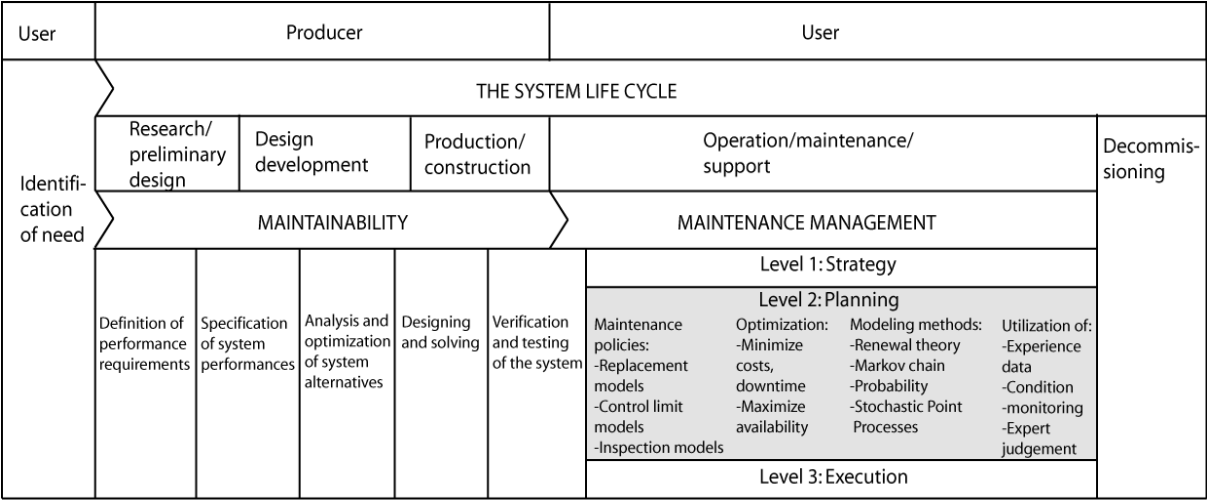 User
Producer
User
THE SYSTEM LIFE CYCLE
Identifi-
cation
of need
Research/
preliminary
design
Design
development
Production/
construction
Operation/maintenance/
support
Decommis-
sioning
MAINTAINABILITY
MAINTENANCE MANAGEMENT
Definition of
performance
requirements
Specification
of system
performances
Analysis and
optimization
of system
alternatives
Designing
and solving
Verification
and testing
of the system
Level 1: Strategy
Level 2: Planning
Maintenance
policies:
-Replacement
models
-Control limit
models
-Inspection models
Optimization:
-Minimize
costs,
downtime
-Maximize
availability
Modeling methods:
-Renewal theory
-Markov chain
-Probability
-Stochastic Point
Processes
Utilization of:
-Experience
data
-Condition
-monitoring
-Expert
judgement
Level 3: Execution